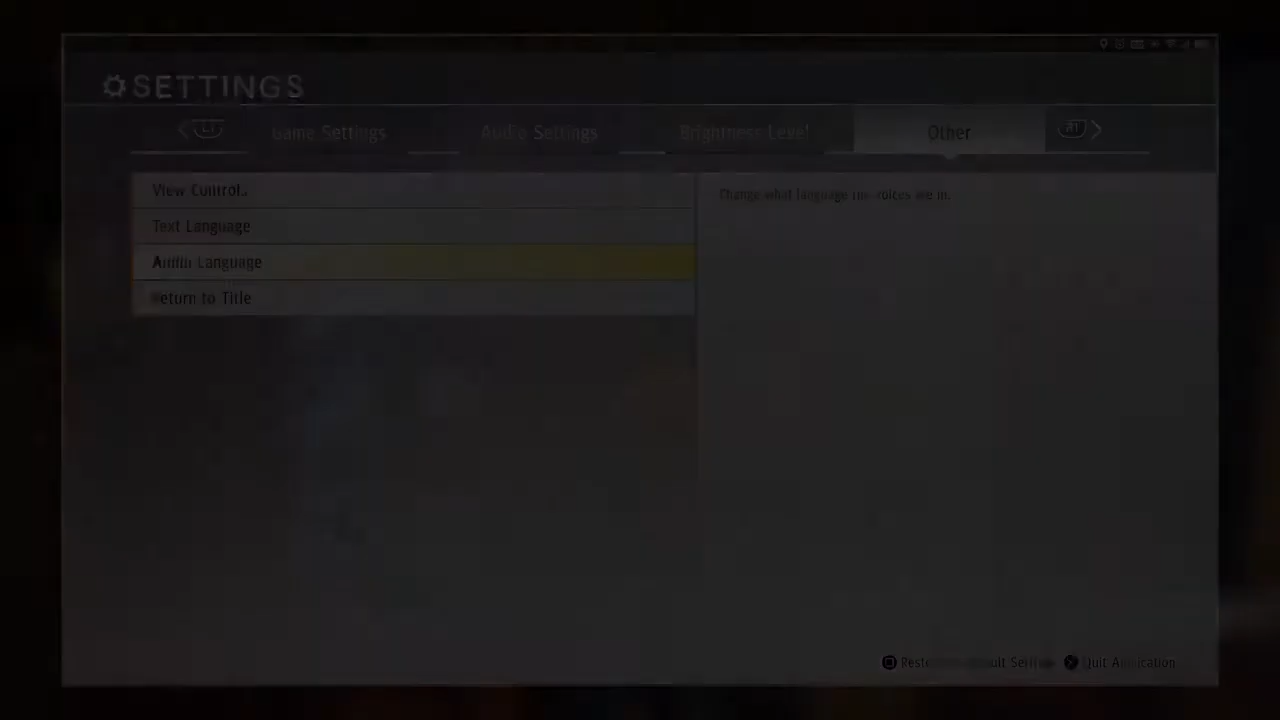 SETTINGS
Game Settings
Audio Settings
Brightness Level
Other
View Control
Text Language
Audio Language
Return to Title
Change what language the voices are in.
Quit Application